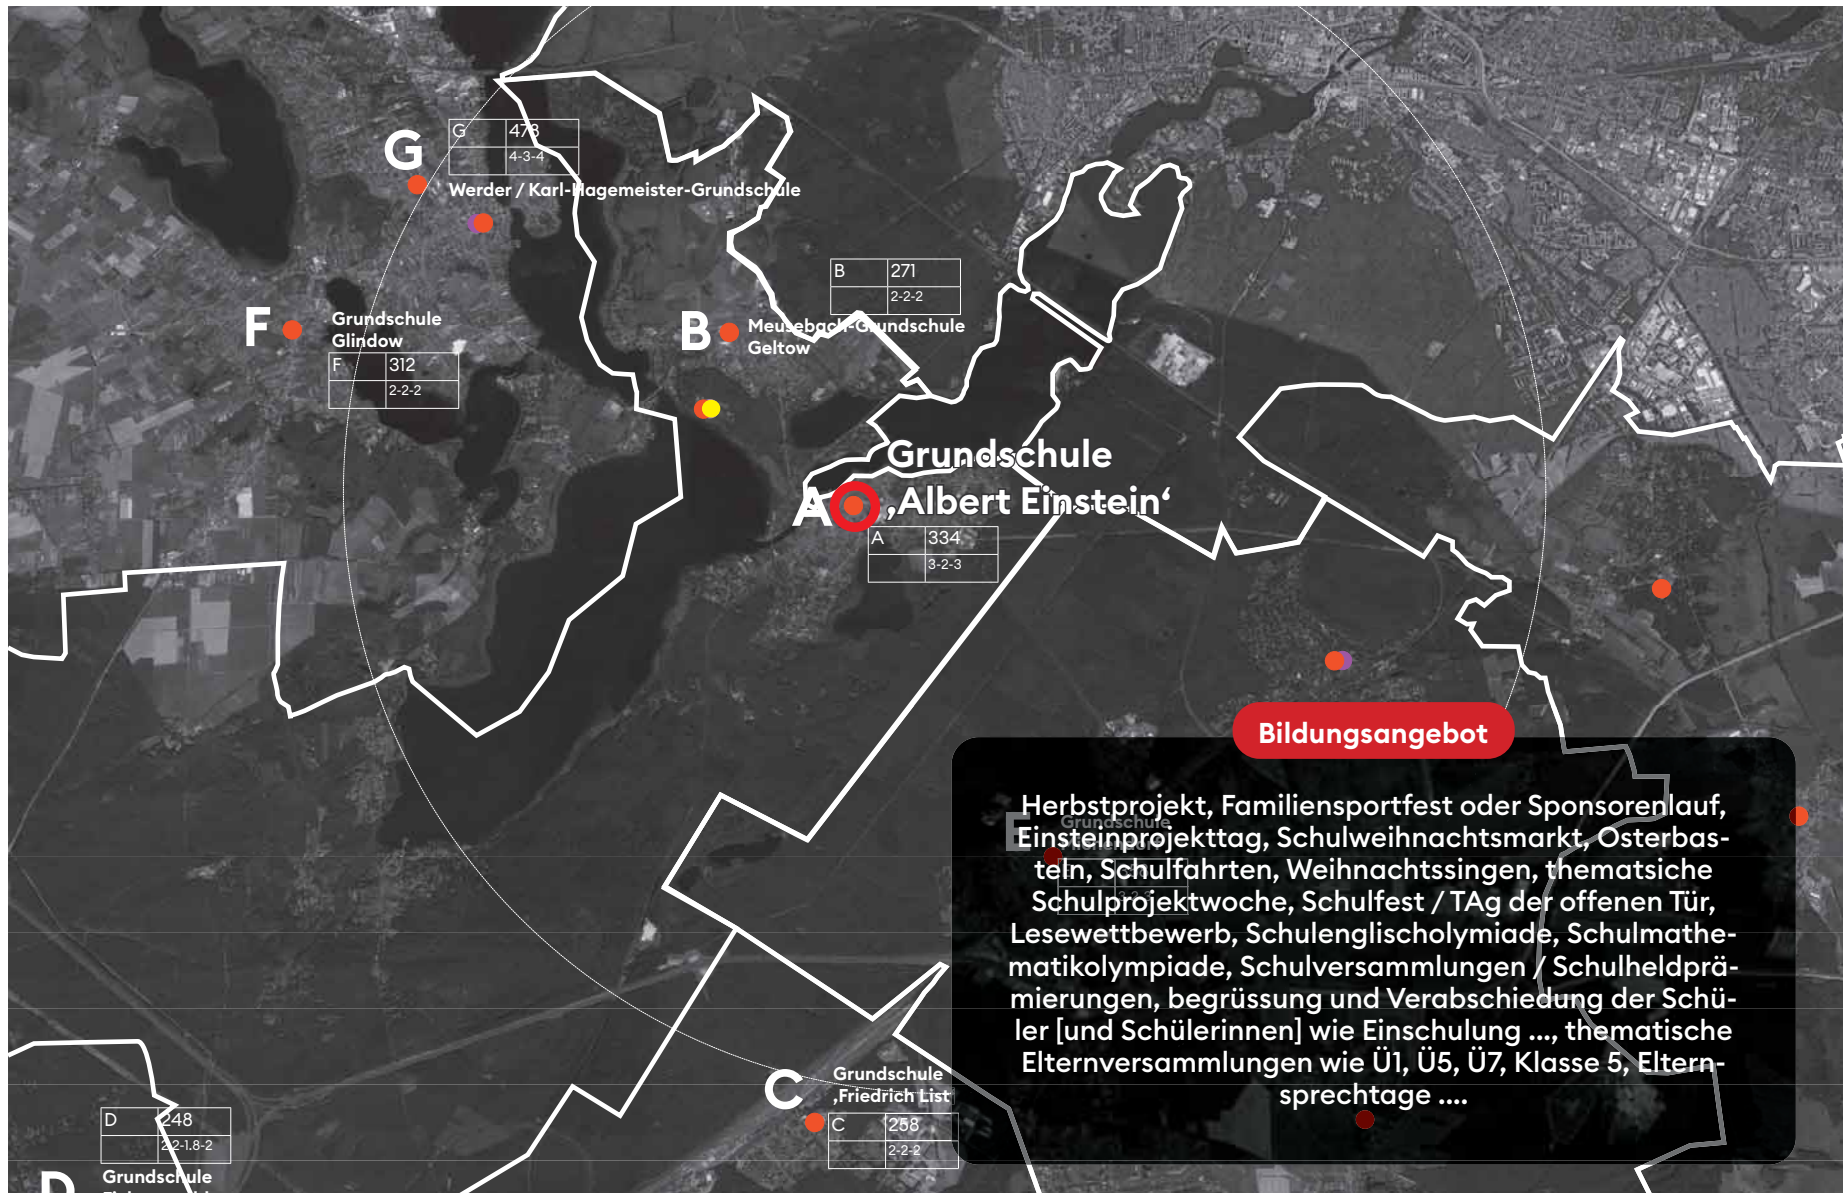 G
G 478
4-3-4
Werder / Karl-Hagemeister-Grundschule
B 271
2-2-2
F
Grundschule
Glindow
F 312
2-2-2
B
Meusebach-Grundschule
Geltow
Grundschule
A
‚Albert Einstein‘
A 334
3-2-3
Bildungsangebot
Herbstprojekt, Familiensportfest oder Sponsorenlauf,
Einsteinprojekttag, Schulweihnachtsmarkt, Osterbas-
teln, Schulfahrten, Weihnachtssingen, thematsiche
Schulprojektwoche, Schulfest / TAg der offenen Tür,
Lesewettbewerb, Schulenglischolymiade, Schulmathe-
matikolympiade, Schulversammlungen / Schulheldprä-
mierungen, begrüssung und Verabschiedung der Schü-
ler [und Schülerinnen] wie Einschulung ..., thematische
Elternversammlungen wie Ü1, Ü5, Ü7, Klasse 5, Eltern-
sprechtage ....
E
Grundschule
3-2-3
C
Grundschule
‚Friedrich List
C 258
2-2-2
D 248
2.2-1.8-2
D
Grundschule